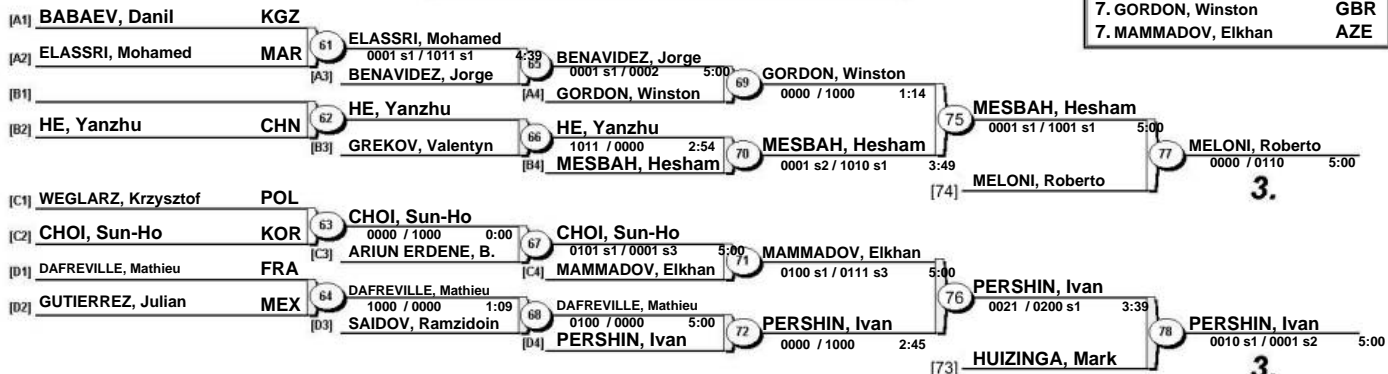 7. GORDON, Winston GBR
7. MAMMADOV, Elkhan AZE
[A1] BABAEV, Danil KGZ
[A2] ELASSRI, Mohamed MAR
61 ELASSRI, Mohamed
0001 s1 / 1011 s1 4:39
[A3] BENAVIDEZ, Jorge
65 BENAVIDEZ, Jorge
0001 s1 / 0002 5:00
[A4] GORDON, Winston
69 GORDON, Winston
0000 / 1000 1:14
[B1]
[B2] HE, Yanzhu CHN
62 HE, Yanzhu
[B3] GREKOV, Valentyn
66 HE, Yanzhu
1011 / 0000 2:54
[B4] MESBAH, Hesham
70 MESBAH, Hesham
0001 s2 / 1010 s1 3:49
75 MESBAH, Hesham
0001 s1 / 1001 s1 5:00
[74] MELONI, Roberto
77 MELONI, Roberto
0000 / 0110 5:00
3.
[C1] WEGLARZ, Krzysztof POL
[C2] CHOI, Sun-Ho KOR
63 CHOI, Sun-Ho
0000 / 1000 0:00
[C3] ARIUN ERDENE, B.
67 CHOI, Sun-Ho
0101 s1 / 0001 s3 5:00
[C4] MAMMADOV, Elkhan
71 MAMMADOV, Elkhan
0100 s1 / 0111 s3 5:00
[D1] DAFREVILLE, Mathieu FRA
[D2] GUTIERREZ, Julian MEX
64 DAFREVILLE, Mathieu
1000 / 0000 1:09
[D3] SAIDOV, Ramzidoin
68 DAFREVILLE, Mathieu
0100 / 0000 5:00
[D4] PERSHIN, Ivan
72 PERSHIN, Ivan
0000 / 1000 2:45
76 PERSHIN, Ivan
0021 / 0200 s1 3:39
[73] HUIZINGA, Mark
78 PERSHIN, Ivan
0010 s1 / 0001 s2 5:00
3.